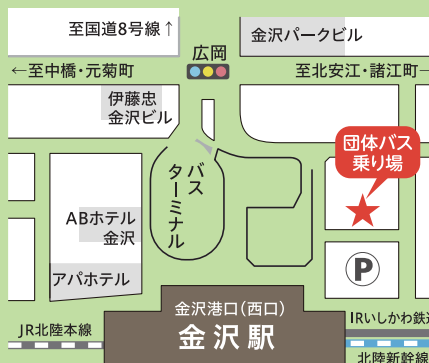 至国道8号線↑
金沢パークビル
広岡
←至中橋・元菊町
至北安江・諸江町→
伊藤忠
金沢ビル
団体バス
乗り場
バス
ターミナル
ABホテル
金沢
アパホテル
P
金沢港口(西口)
金沢駅
JR北陸本線
IRいしかわ鉄道
北陸新幹線